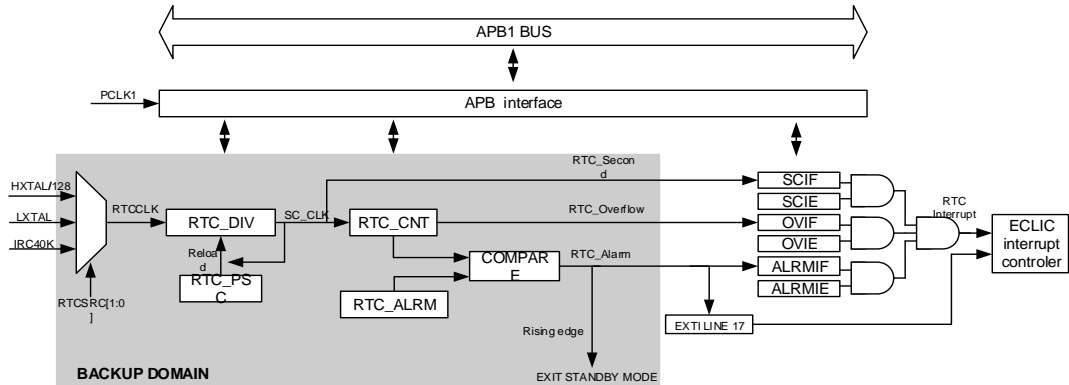 APB1 BUS
PCLK1
APB interface
HXTAL/128
LXTAL
IRC40K
RTCCLK
RTCSRC[1:0
]
RTC_DIV
SC_CLK
Reloa
d
RTC_PS
C
RTC_CNT
RTC_ALRM
COMPAR
E
RTC_Secon
d
RTC_Overflow
RTC_Alarm
Rising edge
EXIT STANDBY MODE
BACKUP DOMAIN
SCIF
SCIE
OVIF
OVIE
ALRMIF
ALRMIE
EXTI LINE 17
RTC
Interrupt
ECLIC
interrupt
controler